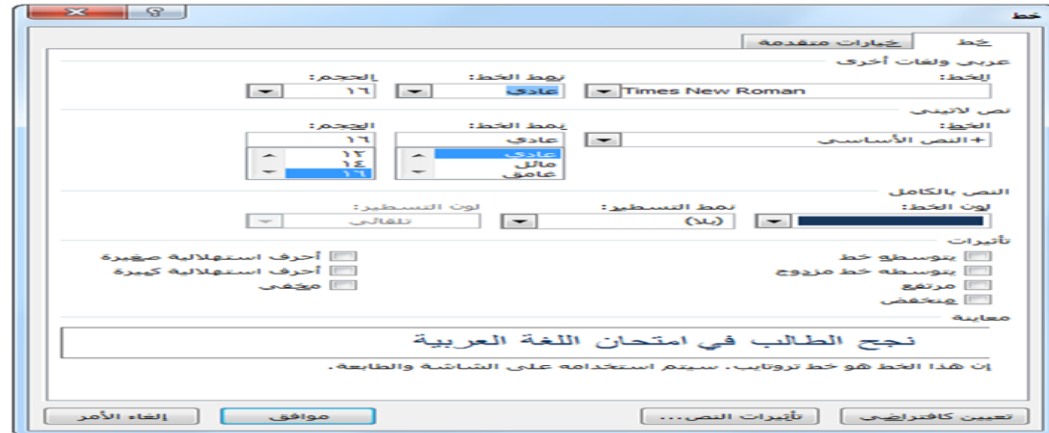 خط
خط خيارات متقدمة
عربي ولغات أخرى
الخط: نمط الخط: الحجم:
Times New Roman عادي ١٦
نص لاتيني
الخط: نمط الخط: الحجم:
+النص الأساسي عادي ١٦
عادي ١٢
مائل ١٤
غامق ١٦
النص بالكامل
لون الخط: نمط التسطير: لون التسطير:
(بلا) تلقائي
تأثيرات
يتوسطه خط أحرف استهلالية صغيرة
يتوسطه خط مزدوج أحرف استهلالية كبيرة
مرتفع مخفي
منخفض
معاينة
نجح الطالب في امتحان اللغة العربية
إن هذا الخط هو خط تروتايب. سيتم استخدامه على الشاشة والطابعة.
تعيين كافتراضي تأثيرات النص... موافق إلغاء الأمر